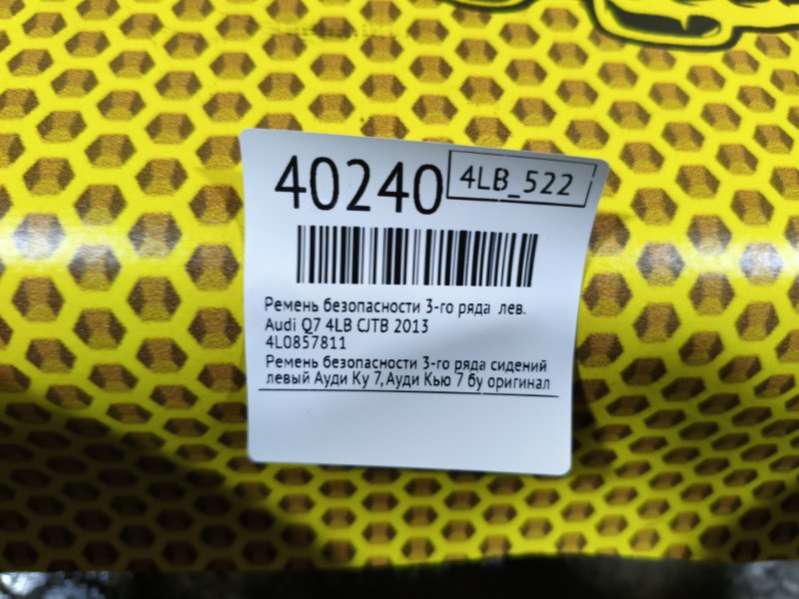 40240
4LB_522
Ремень безопасности 3-го ряда лев.
Audi Q7 4LB CJTB 2013
4L0857811
Ремень безопасности 3-го ряда сидений
левый Ауди Ку 7, Ауди Кью 7 бу оригинал